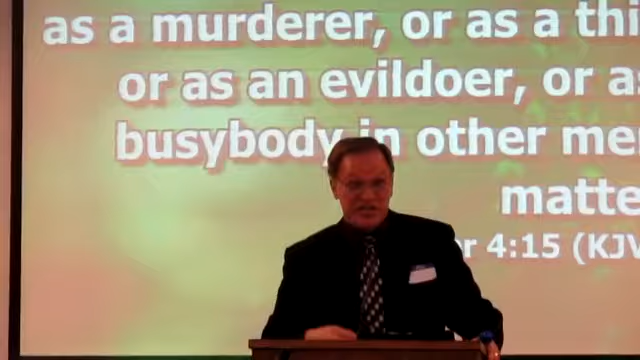 as a murderer, or as a thi
or as an evildoer, or as
busybody in other me
matte
er 4:15 (KJV